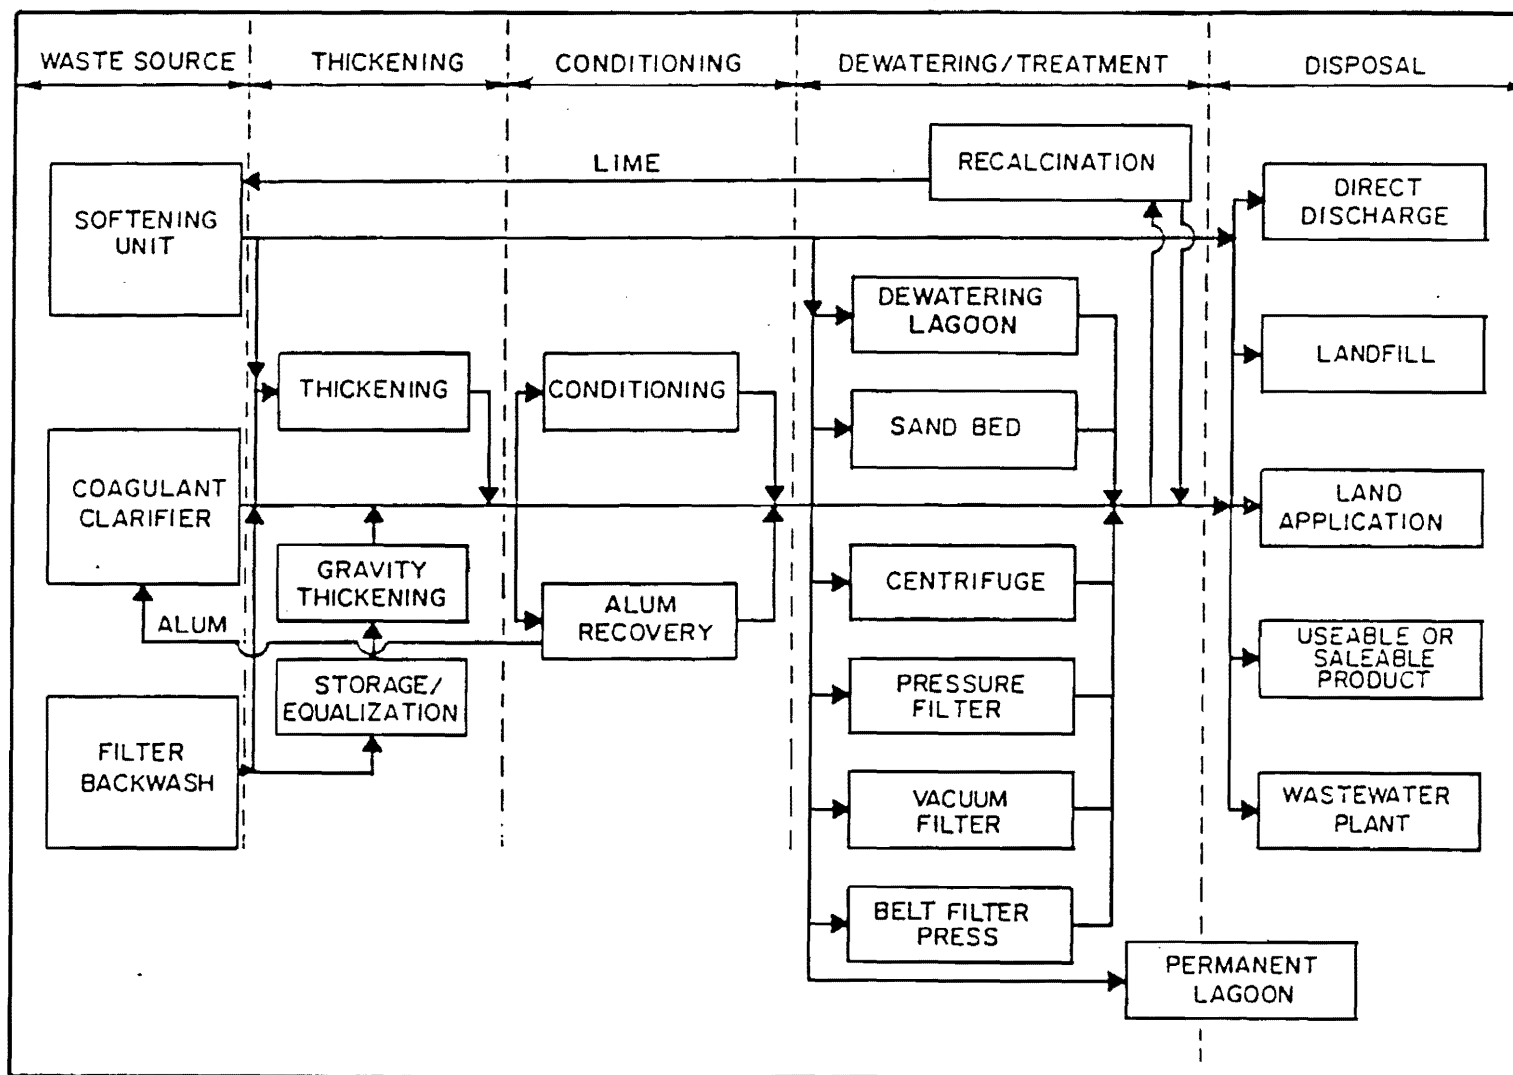 WASTE SOURCE
THICKENING
CONDITIONING
DEWATERING/TREATMENT
DISPOSAL
LIME
RECALCINATION
SOFTENING
UNIT
DIRECT
DISCHARGE
DEWATERING
LAGOON
LANDFILL
THICKENING
CONDITIONING
SAND BED
COAGULANT
CLARIFIER
LAND
APPLICATION
GRAVITY
THICKENING
ALUM
RECOVERY
CENTRIFUGE
ALUM
USEABLE OR
SALEABLE
PRODUCT
STORAGE/
EQUALIZATION
PRESSURE
FILTER
FILTER
BACKWASH
VACUUM
FILTER
WASTEWATER
PLANT
BELT FILTER
PRESS
PERMANENT
LAGOON